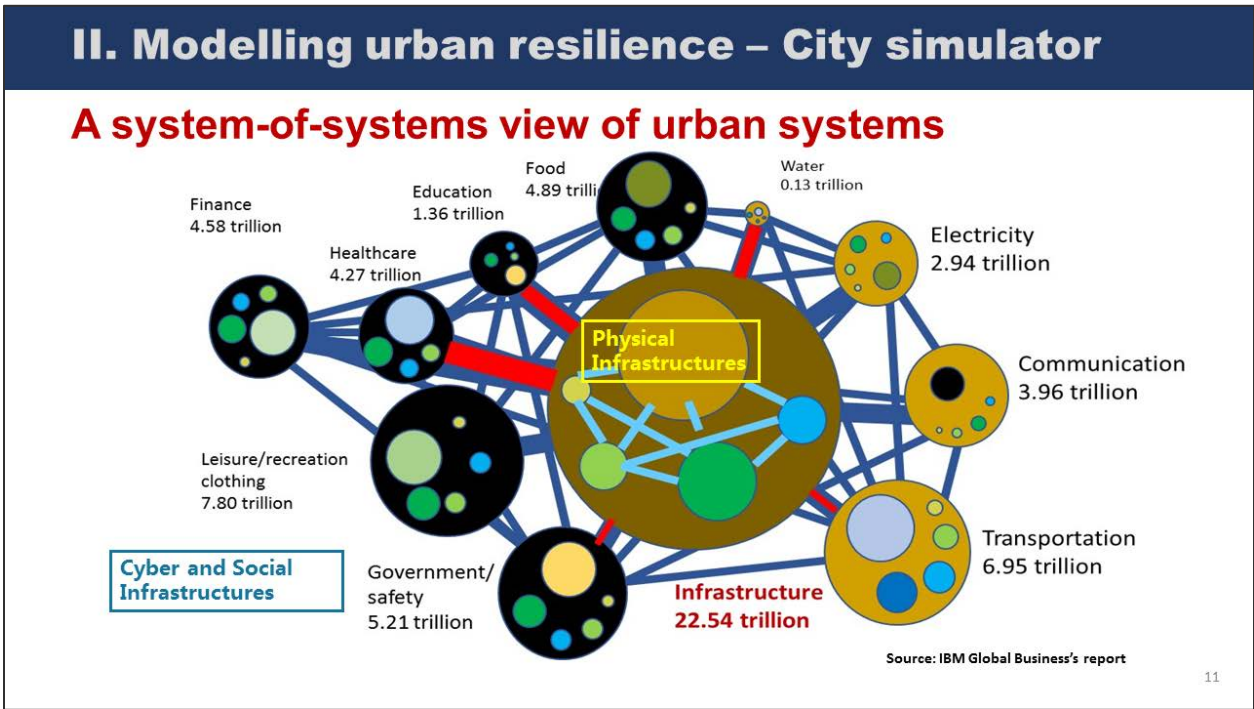 II. Modelling urban resilience – City simulator
A system-of-systems view of urban systems
Food
4.89 trilli
Water
0.13 trillion
Education
1.36 trillion
Finance
4.58 trillion
Electricity
2.94 trillion
Healthcare
4.27 trillion
Physical
Infrastructures
Communication
3.96 trillion
Leisure/recreation
clothing
7.80 trillion
Transportation
6.95 trillion
Cyber and Social
Infrastructures
Government/
safety
5.21 trillion
Infrastructure
22.54 trillion
Source: IBM Global Business's report
11